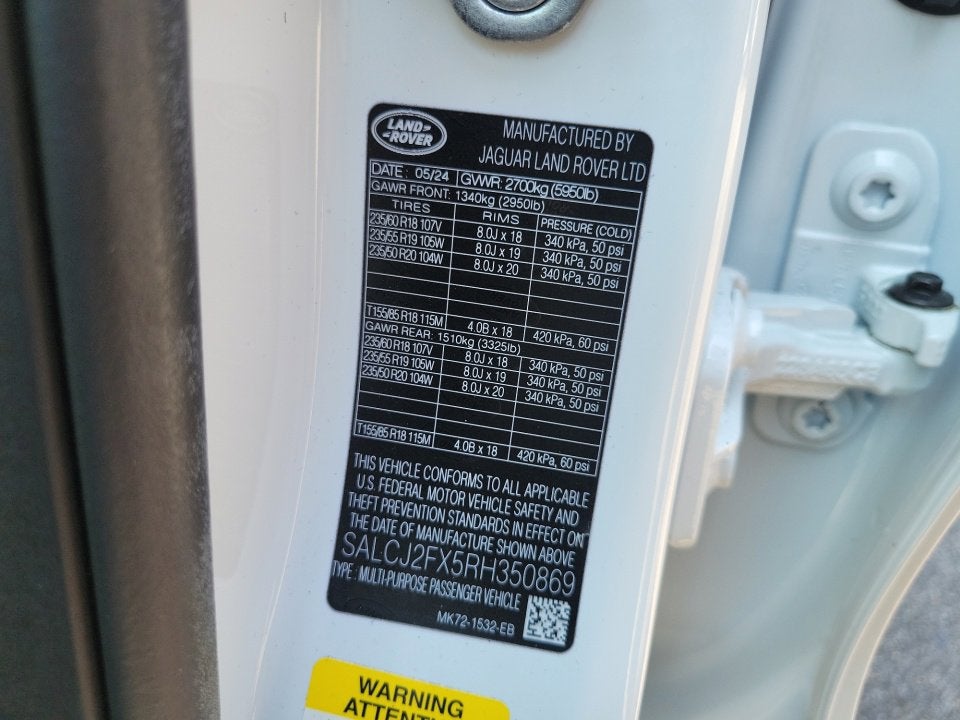 LAND-
-ROVER
MANUFACTURED BY
JAGUAR LAND ROVER LTD
DATE : 05/24 GVWR: 2700kg (5950lb)
GAWR FRONT: 1340kg (2950lb)
TIRES RIMS PRESSURE (COLD)
235/60 R18 107V 8.0J x 18 340 kPa, 50 psi
235/55 R19 105W 8.0J x 19 340 kPa, 50 psi
235/50 R20 104W 8.0J x 20 340 kPa, 50 psi
T155/85 R18 115M 4.0B x 18 420 kPa, 60 psi
GAWR REAR: 1510kg (3325lb)
235/60 R18 107V 8.0J x 18 340 kPa, 50 psi
235/55 R19 105W 8.0J x 19 340 kPa, 50 psi
235/50 R20 104W 8.0J x 20 340 kPa, 50 psi
T155/85 R18 115M 4.0B x 18 420 kPa, 60 psi
THIS VEHICLE CONFORMS TO ALL APPLICABLE
U.S. FEDERAL MOTOR VEHICLE SAFETY AND
THEFT PREVENTION STANDARDS IN EFFECT ON
THE DATE OF MANUFACTURE SHOWN ABOVE
SALCJ2FX5RH350869
TYPE : MULTI-PURPOSE PASSENGER VEHICLE
MK72-1532-EB
WARNING
ATTENTI